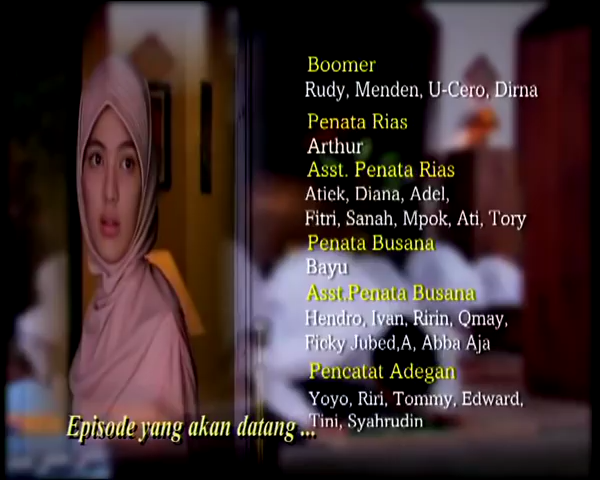 Boomer
Rudy, Menden, U-Cero, Dirna
Penata Rias
Arthur
Asst. Penata Rias
Atiek, Diana, Adel,
Fitri, Sanah, Mpok, Ati, Tory
Penata Busana
Bayu
Asst.Penata Busana
Hendro, Ivan, Ririn, Qmay,
Ficky Jubed,A, Abba Aja
Pencatat Adegan
Yoyo, Riri, Tommy, Edward,
Tini, Syahrudin
Episode yang akan datang ...